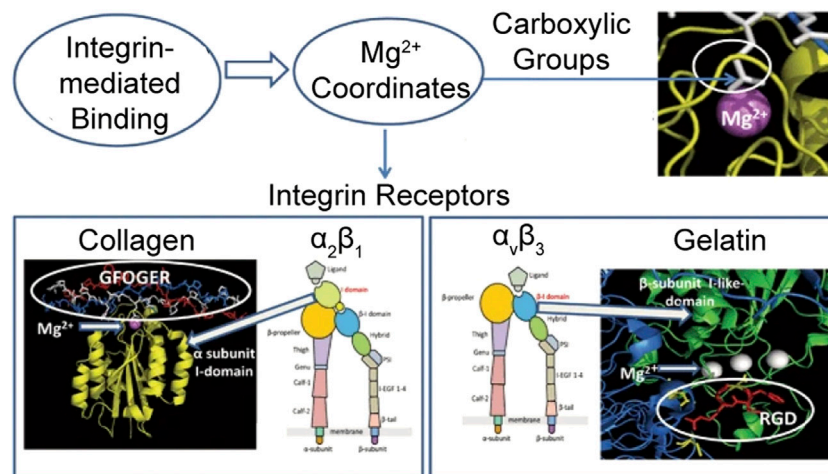 Integrin-
mediated
Binding
Mg²⁺
Coordinates
Carboxylic
Groups
Mg²⁺
Integrin Receptors
Collagen
α₂β₁
GFOGER
Mg²⁺
α subunit
I-domain
Ligand
I domain
β-propeller
β-I domain
Hybrid
Thigh
PSI
Genu
Calf-1
I-EGF 1-4
Calf-2
β-tail
membrane
α-subunit
β-subunit
αᵥβ₃
Gelatin
Ligand
β-propeller
β-I domain
Hybrid
Thigh
PSI
Genu
Calf-1
I-EGF 1-4
Calf-2
β-tail
membrane
α-subunit
β-subunit
β-subunit I-like-
domain
Mg²⁺
RGD